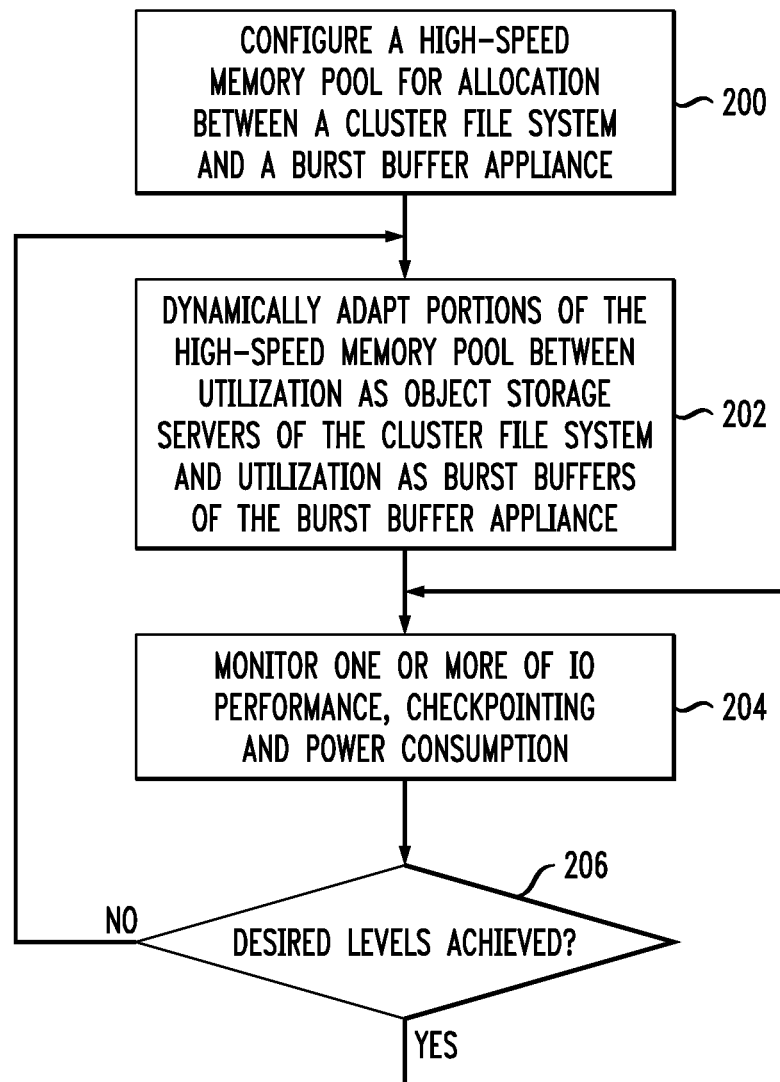 CONFIGURE A HIGH-SPEED
MEMORY POOL FOR ALLOCATION
BETWEEN A CLUSTER FILE SYSTEM
AND A BURST BUFFER APPLIANCE
200
DYNAMICALLY ADAPT PORTIONS OF THE
HIGH-SPEED MEMORY POOL BETWEEN
UTILIZATION AS OBJECT STORAGE
SERVERS OF THE CLUSTER FILE SYSTEM
AND UTILIZATION AS BURST BUFFERS
OF THE BURST BUFFER APPLIANCE
202
MONITOR ONE OR MORE OF IO
PERFORMANCE, CHECKPOINTING
AND POWER CONSUMPTION
204
206
NO
DESIRED LEVELS ACHIEVED?
YES